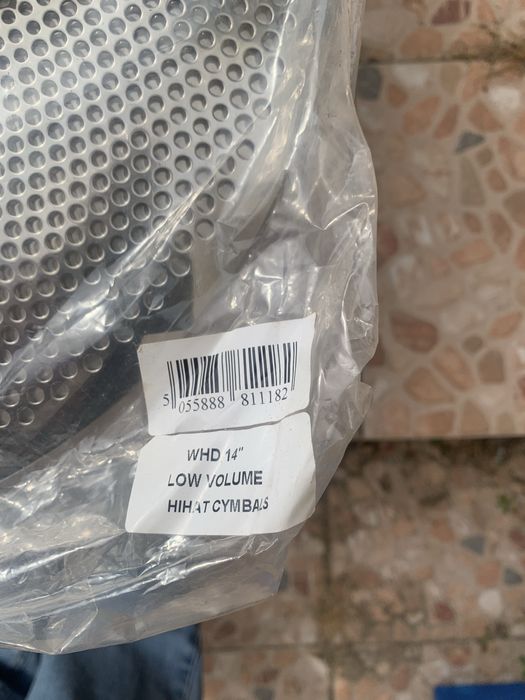 5 055888 811182
WHD 14"
LOW VOLUME
HIHAT CYMBALS